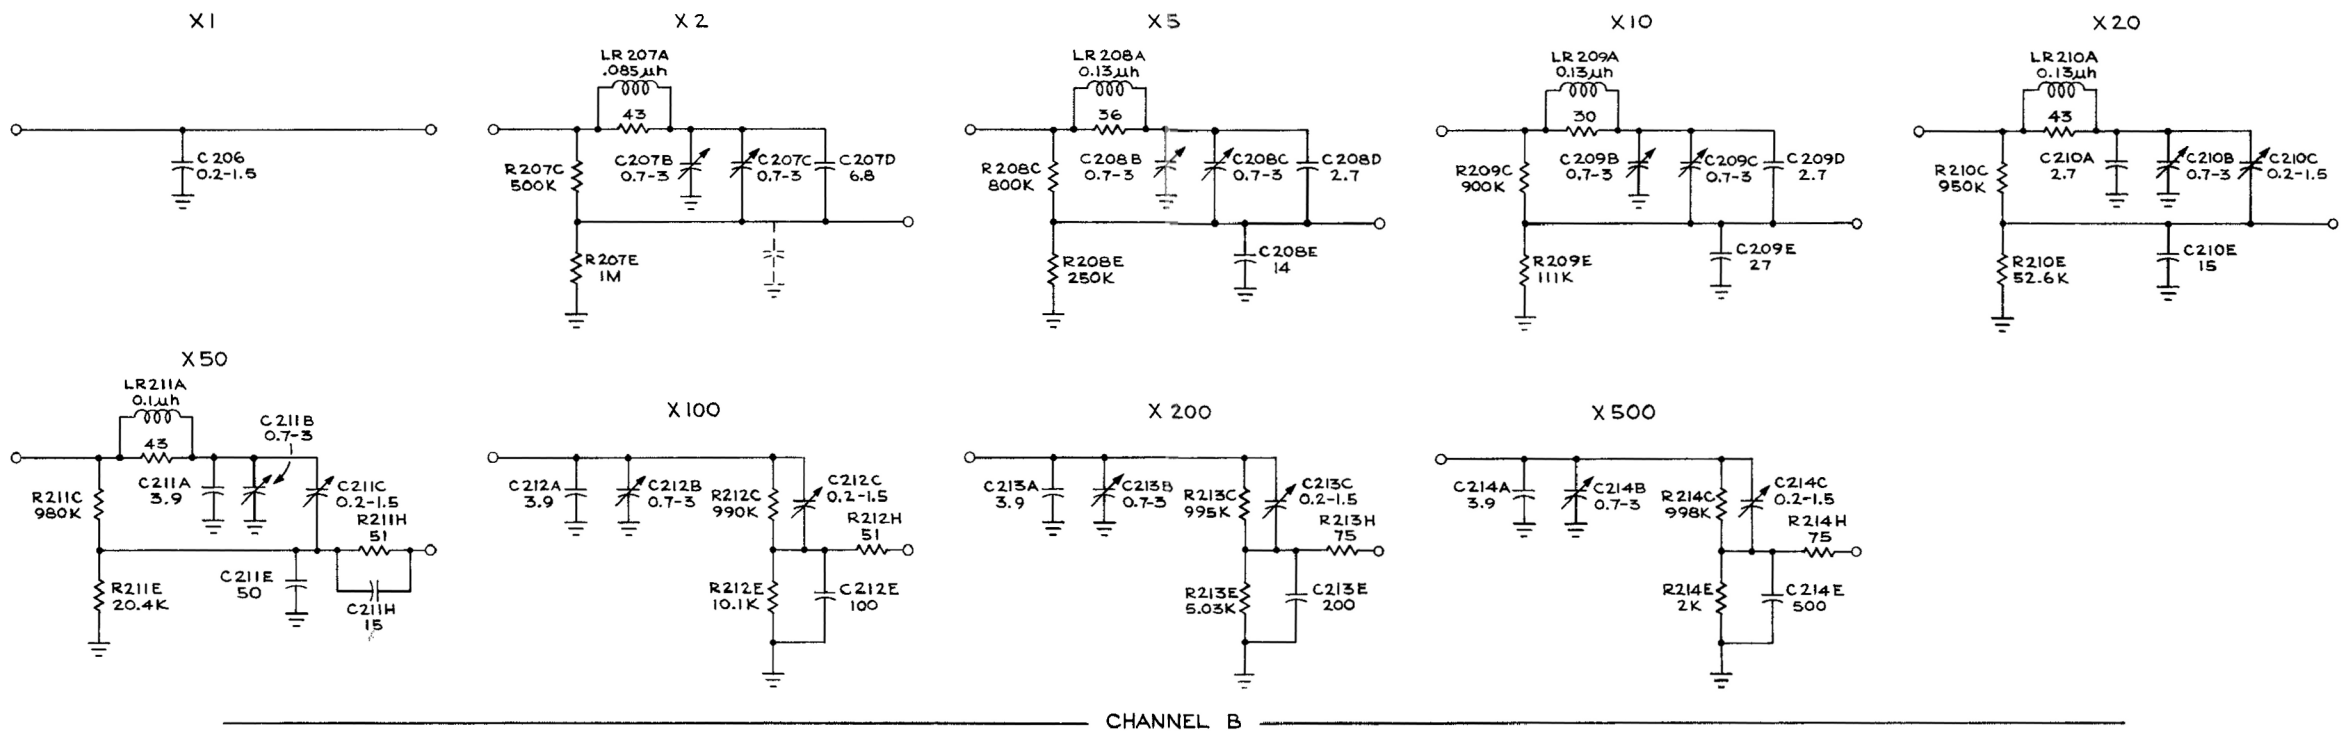 X1
C206
0.2-1.5
X2
LR207A
.085μh
43
R207C
500K
C207B
0.7-3
C207C
0.7-3
C207D
6.8
R207E
1M
X5
LR208A
0.13μh
36
R208C
800K
C208B
0.7-3
C208C
0.7-3
C208D
2.7
R208E
250K
C208E
14
X10
LR209A
0.13μh
30
R209C
900K
C209B
0.7-3
C209C
0.7-3
C209D
2.7
R209E
111K
C209E
27
X20
LR210A
0.13μh
43
R210C
950K
C210A
2.7
C210B
0.7-3
C210C
0.2-1.5
R210E
52.6K
C210E
15
X50
LR211A
0.1μh
43
C211B
0.7-3
R211C
980K
C211A
3.9
C211C
0.2-1.5
R211H
51
R211E
20.4K
C211E
50
C211H
15
X100
C212A
3.9
C212B
0.7-3
R212C
990K
C212C
0.2-1.5
R212H
51
R212E
10.1K
C212E
100
X200
C213A
3.9
C213B
0.7-3
R213C
995K
C213C
0.2-1.5
R213H
75
R213E
5.03K
C213E
200
X500
C214A
3.9
C214B
0.7-3
R214C
998K
C214C
0.2-1.5
R214H
75
R214E
2K
C214E
500
CHANNEL B